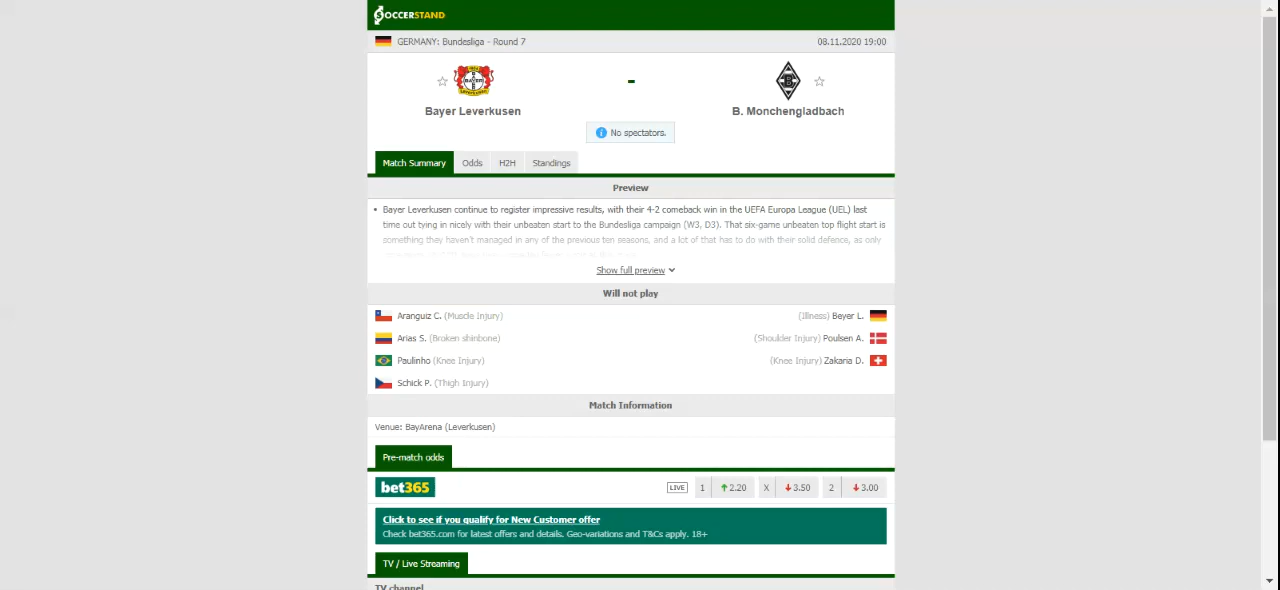 SOCCERSTAND
GERMANY: Bundesliga - Round 7 08.11.2020 19:00
Bayer Leverkusen - B. Monchengladbach
No spectators.
Match Summary Odds H2H Standings
Preview
• Bayer Leverkusen continue to register impressive results, with their 4-2 comeback win in the UEFA Europa League (UEL) last
time out tying in nicely with their unbeaten start to the Bundesliga campaign (W3, D3). That six-game unbeaten top flight start is
something they haven't managed in any of the previous ten seasons, and a lot of that has to do with their solid defence, as only
Show full preview
Will not play
Aranguiz C. (Muscle Injury) (Illness) Beyer L.
Arias S. (Broken shinbone) (Shoulder Injury) Poulsen A.
Paulinho (Knee Injury) (Knee Injury) Zakaria D.
Schick P. (Thigh Injury)
Match Information
Venue: BayArena (Leverkusen)
Pre-match odds
bet365 LIVE 1 2.20 X 3.50 2 3.00
Click to see if you qualify for New Customer offer
Check bet365.com for latest offers and details. Geo-variations and T&Cs apply. 18+
TV / Live Streaming
TV channel